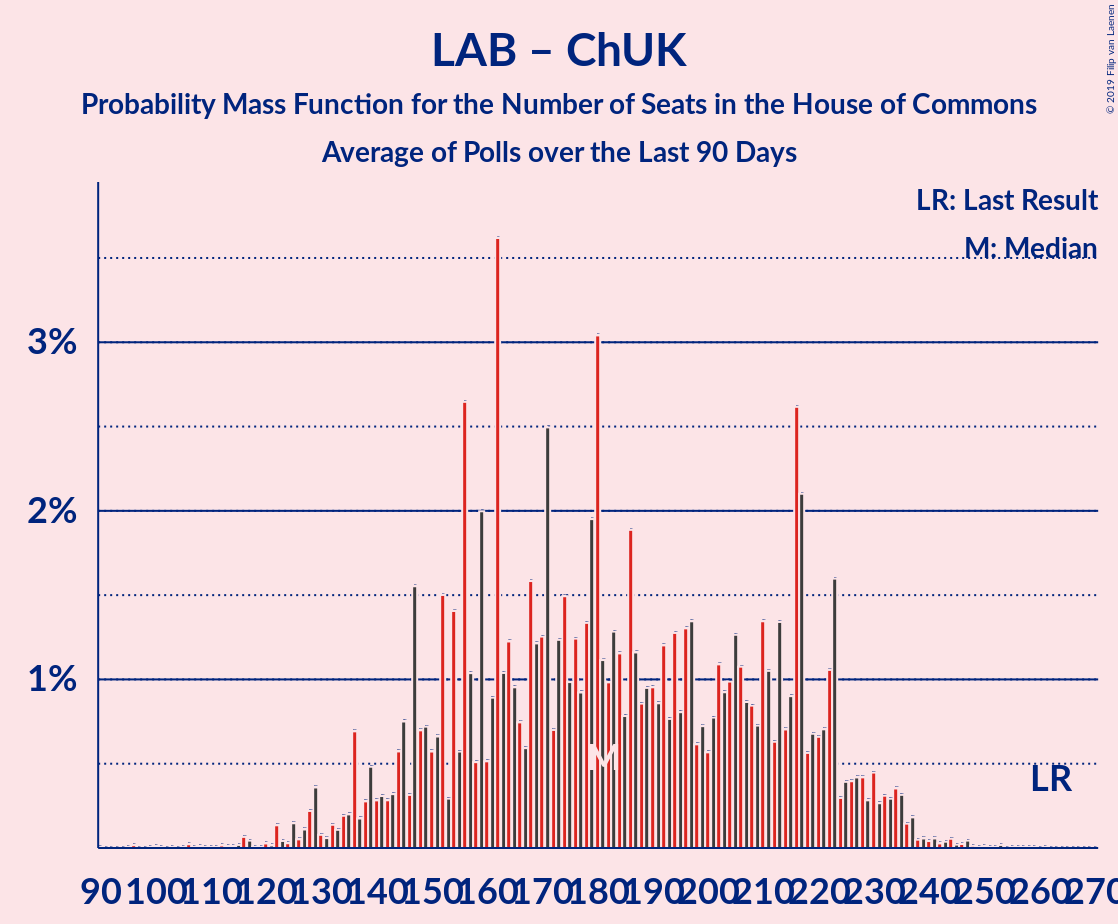 LAB – ChUK
Probability Mass Function for the Number of Seats in the House of Commons
Average of Polls over the Last 90 Days
© 2019 Filip van Laenen
LR: Last Result
M: Median
3%
2%
1%
M
LR
90 100 110 120 130 140 150 160 170 180 190 200 210 220 230 240 250 260 270